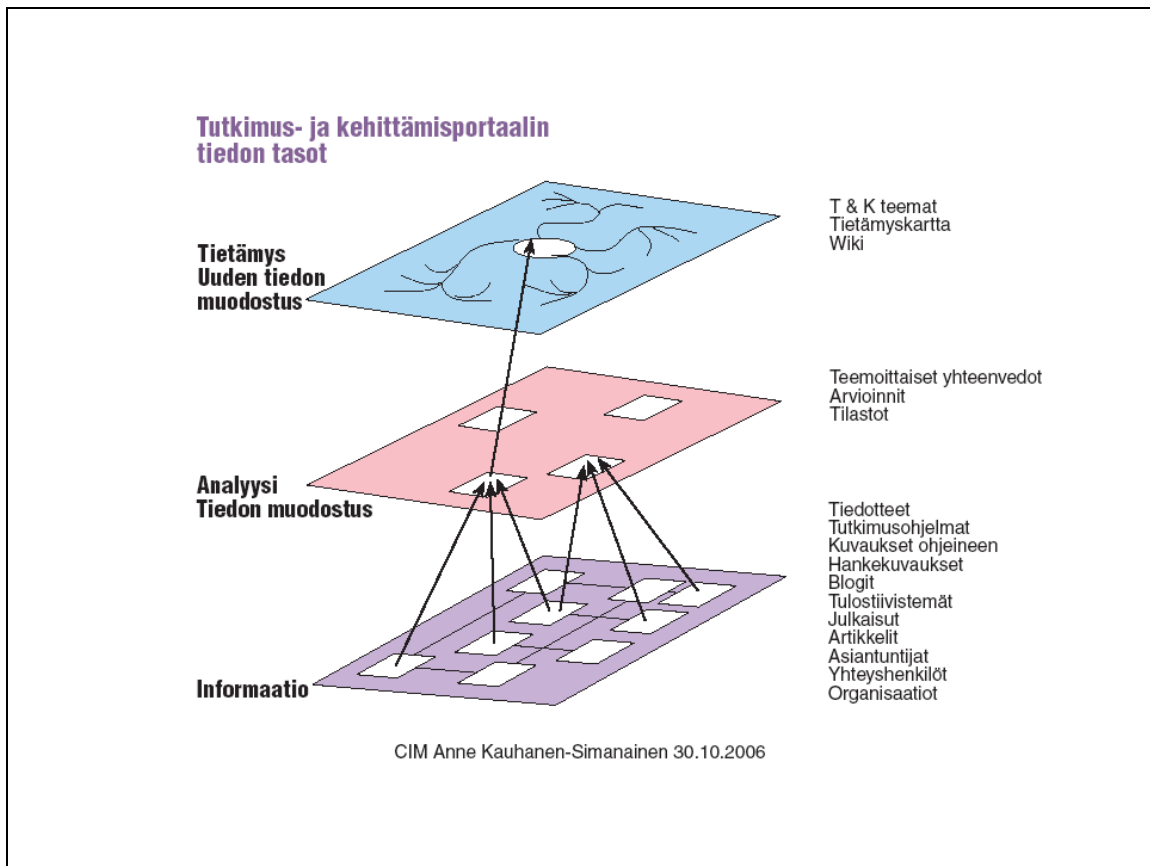 Tutkimus- ja kehittämisportaalin
tiedon tasot
Tietämys
Uuden tiedon
muodostus
T & K teemat
Tietämyskartta
Wiki
Analyysi
Tiedon muodostus
Teemoittaiset yhteenvedot
Arvioinnit
Tilastot
Informaatio
Tiedotteet
Tutkimusohjelmat
Kuvaukset ohjeineen
Hankekuvaukset
Blogit
Tulostiivistemät
Julkaisut
Artikkelit
Asiantuntijat
Yhteyshenkilöt
Organisaatiot
CIM Anne Kauhanen-Simanainen 30.10.2006